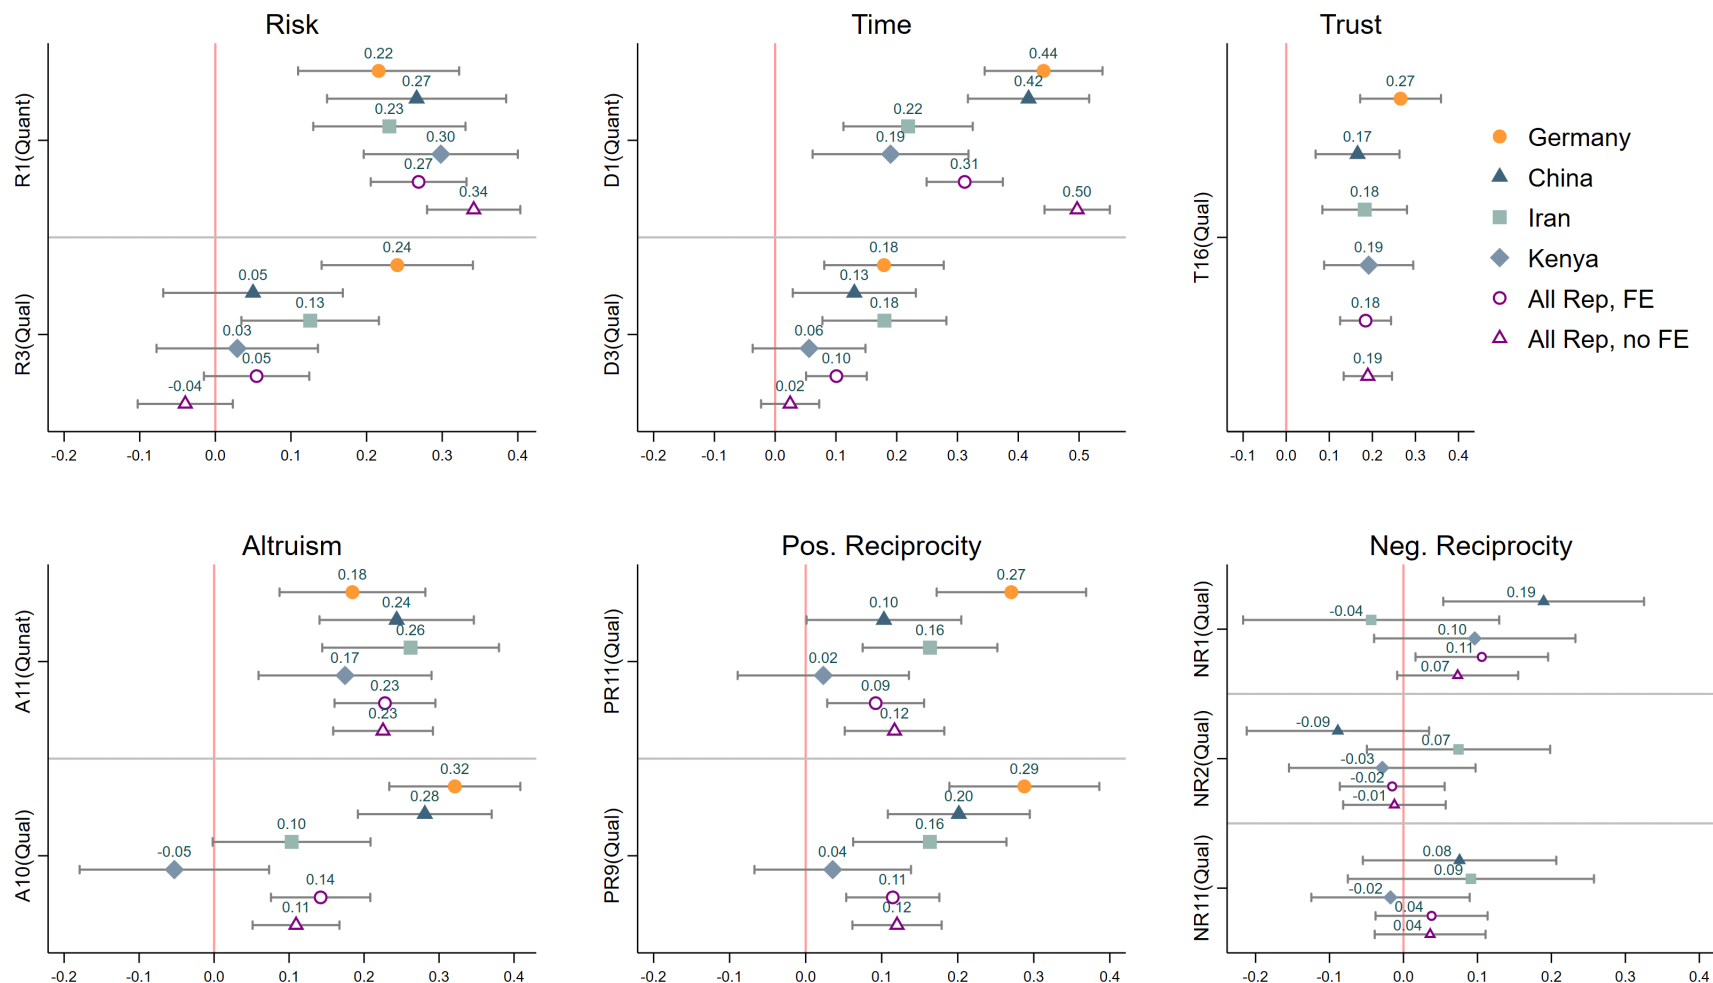 Risk
R1(Quant)
0.22
0.27
0.23
0.30
0.27
0.34
R3(Qual)
0.24
0.05
0.13
0.03
0.05
-0.04
-0.2 -0.1 0.0 0.1 0.2 0.3 0.4
Time
D1(Quant)
0.44
0.42
0.22
0.19
0.31
0.50
D3(Qual)
0.18
0.13
0.18
0.06
0.10
0.02
-0.2 -0.1 0.0 0.1 0.2 0.3 0.4 0.5
Trust
T16(Qual)
0.27
0.17
0.18
0.19
0.18
0.19
-0.1 0.0 0.1 0.2 0.3 0.4
Germany
China
Iran
Kenya
All Rep, FE
All Rep, no FE
Altruism
A11(Qunat)
0.18
0.24
0.26
0.17
0.23
0.23
A10(Qual)
0.32
0.28
0.10
-0.05
0.14
0.11
-0.2 -0.1 0.0 0.1 0.2 0.3 0.4
Pos. Reciprocity
PR11(Qual)
0.27
0.10
0.16
0.02
0.09
0.12
PR9(Qual)
0.29
0.20
0.16
0.04
0.11
0.12
-0.2 -0.1 0.0 0.1 0.2 0.3 0.4
Neg. Reciprocity
NR1(Qual)
0.19
-0.04
0.10
0.11
0.07
NR2(Qual)
-0.09
0.07
-0.03
-0.02
-0.01
NR11(Qual)
0.08
0.09
-0.02
0.04
0.04
-0.2 -0.1 0.0 0.1 0.2 0.3 0.4